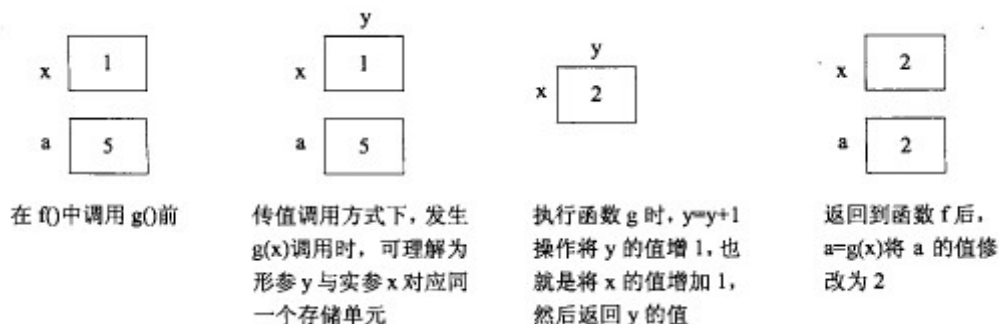 y
x 1
x 1
y
x 2
x 2
a 5
a 5
a 2
在 f()中调用 g()前
传值调用方式下，发生
g(x)调用时，可理解为
形参 y 与实参 x 对应同
一个存储单元
执行函数 g 时，y=y+1
操作将 y 的值增 1，也
就是将 x 的值增加 1，
然后返回 y 的值
返回到函数 f 后，
a=g(x)将 a 的值修
改为 2